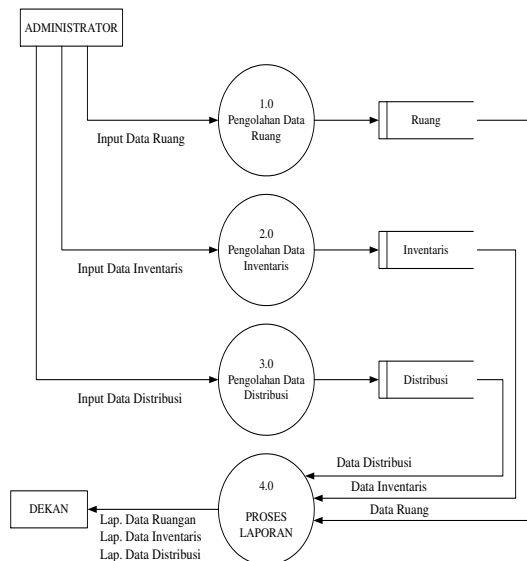 ADMINISTRATOR
1.0
Pengolahan Data
Ruang
Ruang
Input Data Ruang
2.0
Pengolahan Data
Inventaris
Inventaris
Input Data Inventaris
3.0
Pengolahan Data
Distribusi
Distribusi
Input Data Distribusi
Data Distribusi
Data Inventaris
Data Ruang
4.0
PROSES
LAPORAN
DEKAN
Lap. Data Ruangan
Lap. Data Inventaris
Lap. Data Distribusi